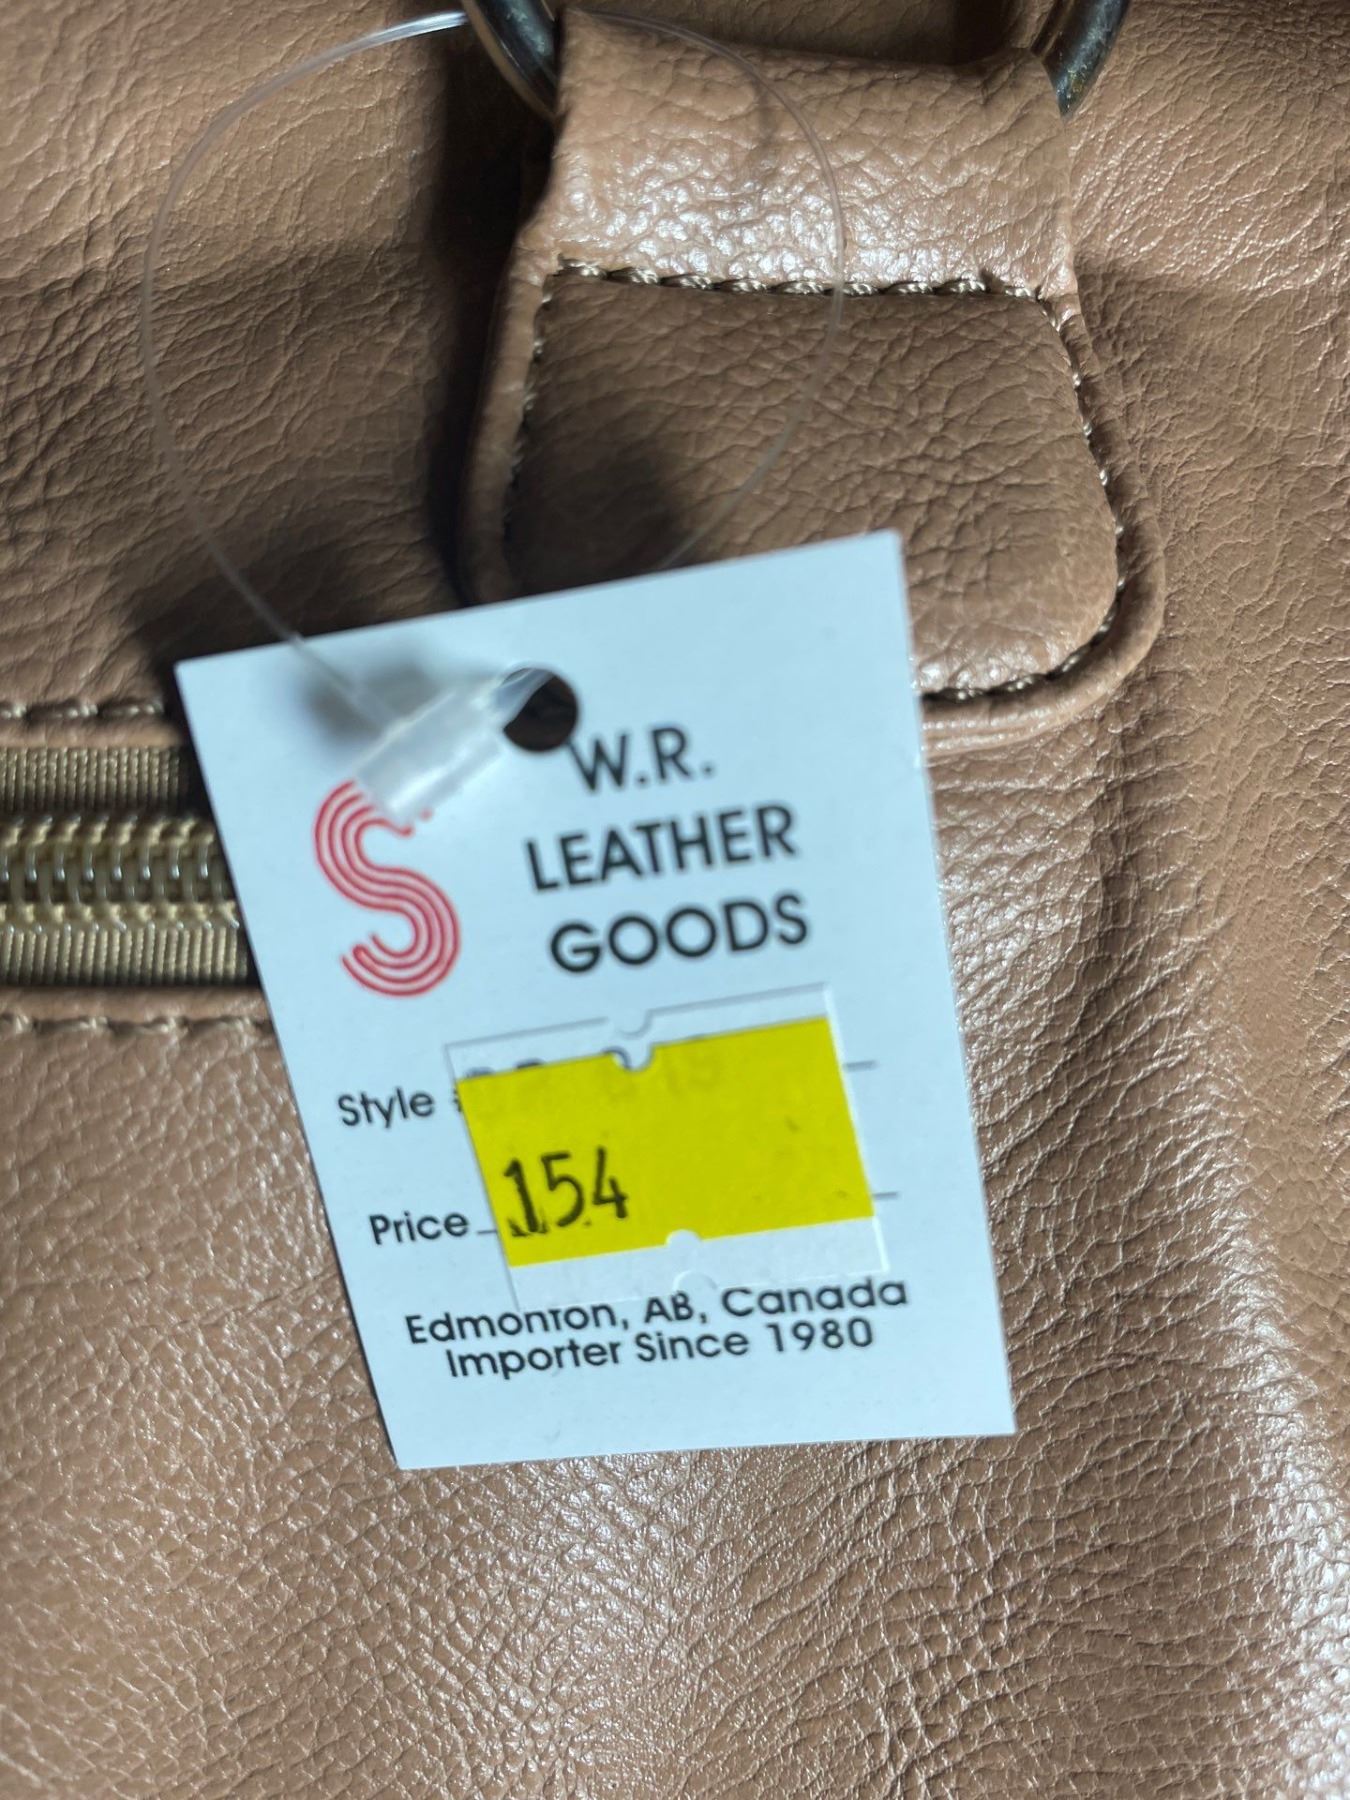 W.R.
LEATHER
GOODS
S
Style #
Price
154
Edmonton, AB, Canada
Importer Since 1980